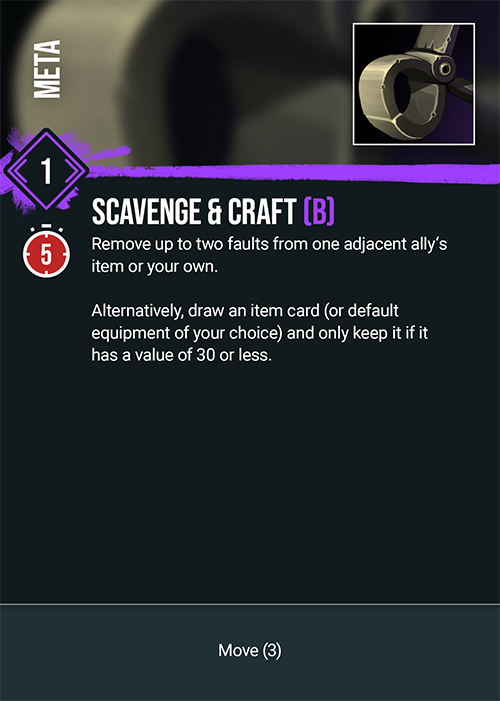 META
1
SCAVENGE & CRAFT (B)
5
Remove up to two faults from one adjacent ally's
item or your own.
Alternatively, draw an item card (or default
equipment of your choice) and only keep it if it
has a value of 30 or less.
Move (3)